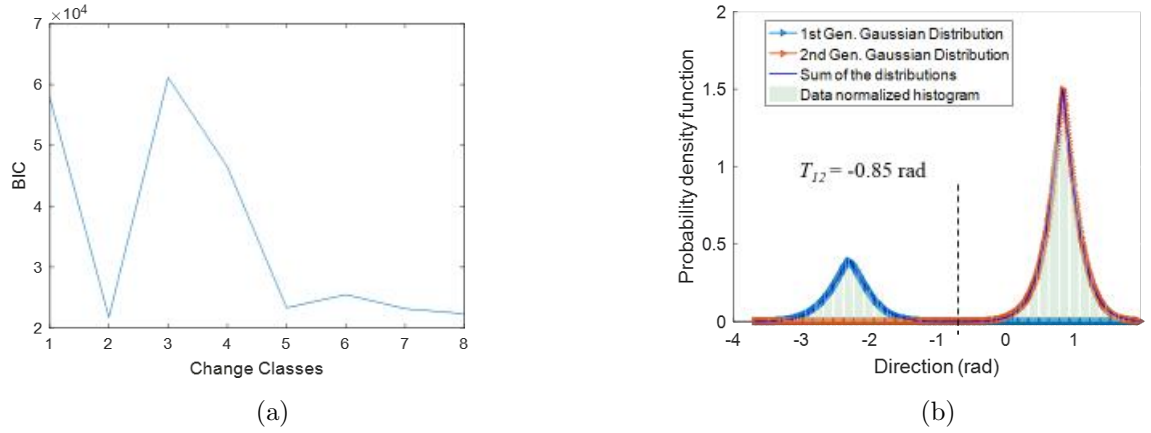 7 ×10⁴
6
5
4
3
2
BIC
1 2 3 4 5 6 7 8
Change Classes
(a)
2
1.5
1
0.5
0
Probability density function
1st Gen. Gaussian Distribution
2nd Gen. Gaussian Distribution
Sum of the distributions
Data normalized histogram
T12 = -0.85 rad
-4 -3 -2 -1 0 1
Direction (rad)
(b)